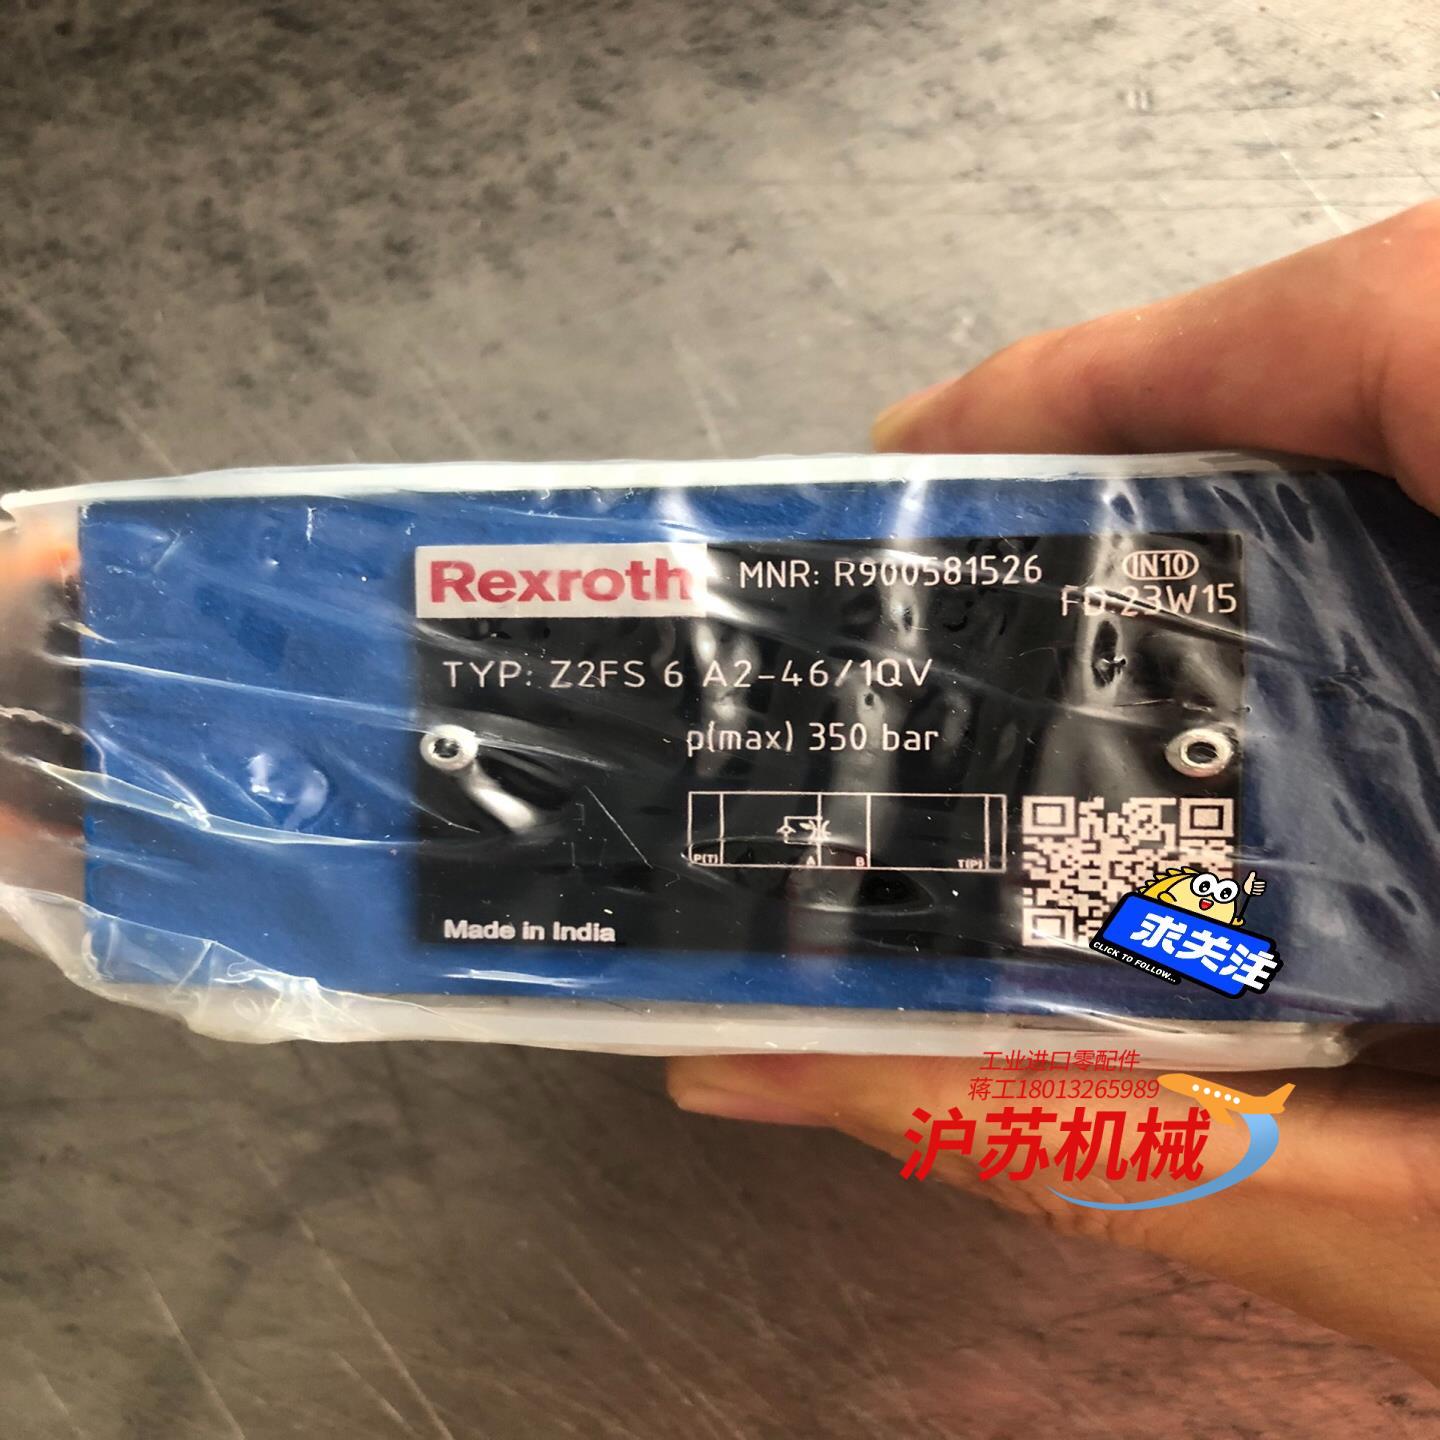 Rexroth
MNR: R900581526
IN10
FD:23W15
TYP: Z2FS 6 A2-46/1QV
p(max) 350 bar
P(T) A B T(P)
Made in India
求关注
CLICK TO FOLLOW...
工业进口零配件
蒋工18013265989
沪苏机械